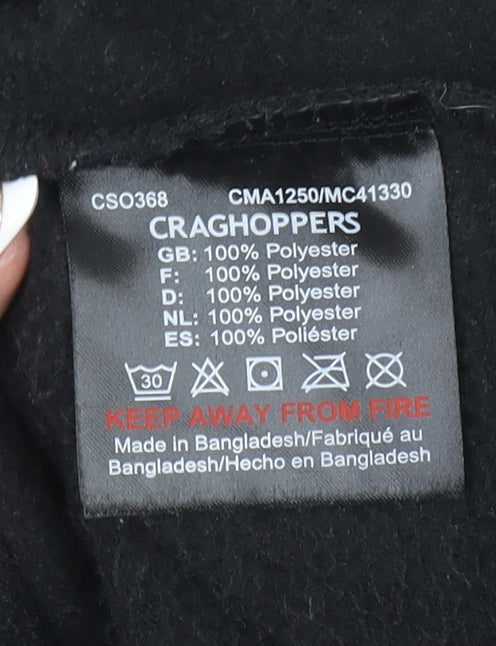 CSO368 CMA1250/MC41330
CRAGHOPPERS
GB: 100% Polyester
F: 100% Polyester
D: 100% Polyester
NL: 100% Polyester
ES: 100% Poliéster
30
KEEP AWAY FROM FIRE
Made in Bangladesh/Fabriqué au
Bangladesh/Hecho en Bangladesh